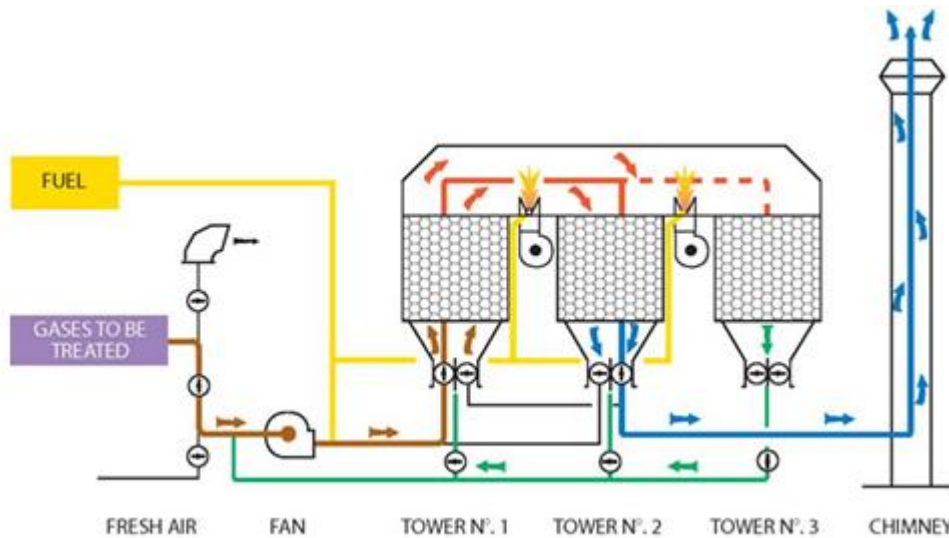 FUEL
GASES TO BE
TREATED
FRESH AIR
FAN
TOWER N°. 1
TOWER N°. 2
TOWER N°. 3
CHIMNEY